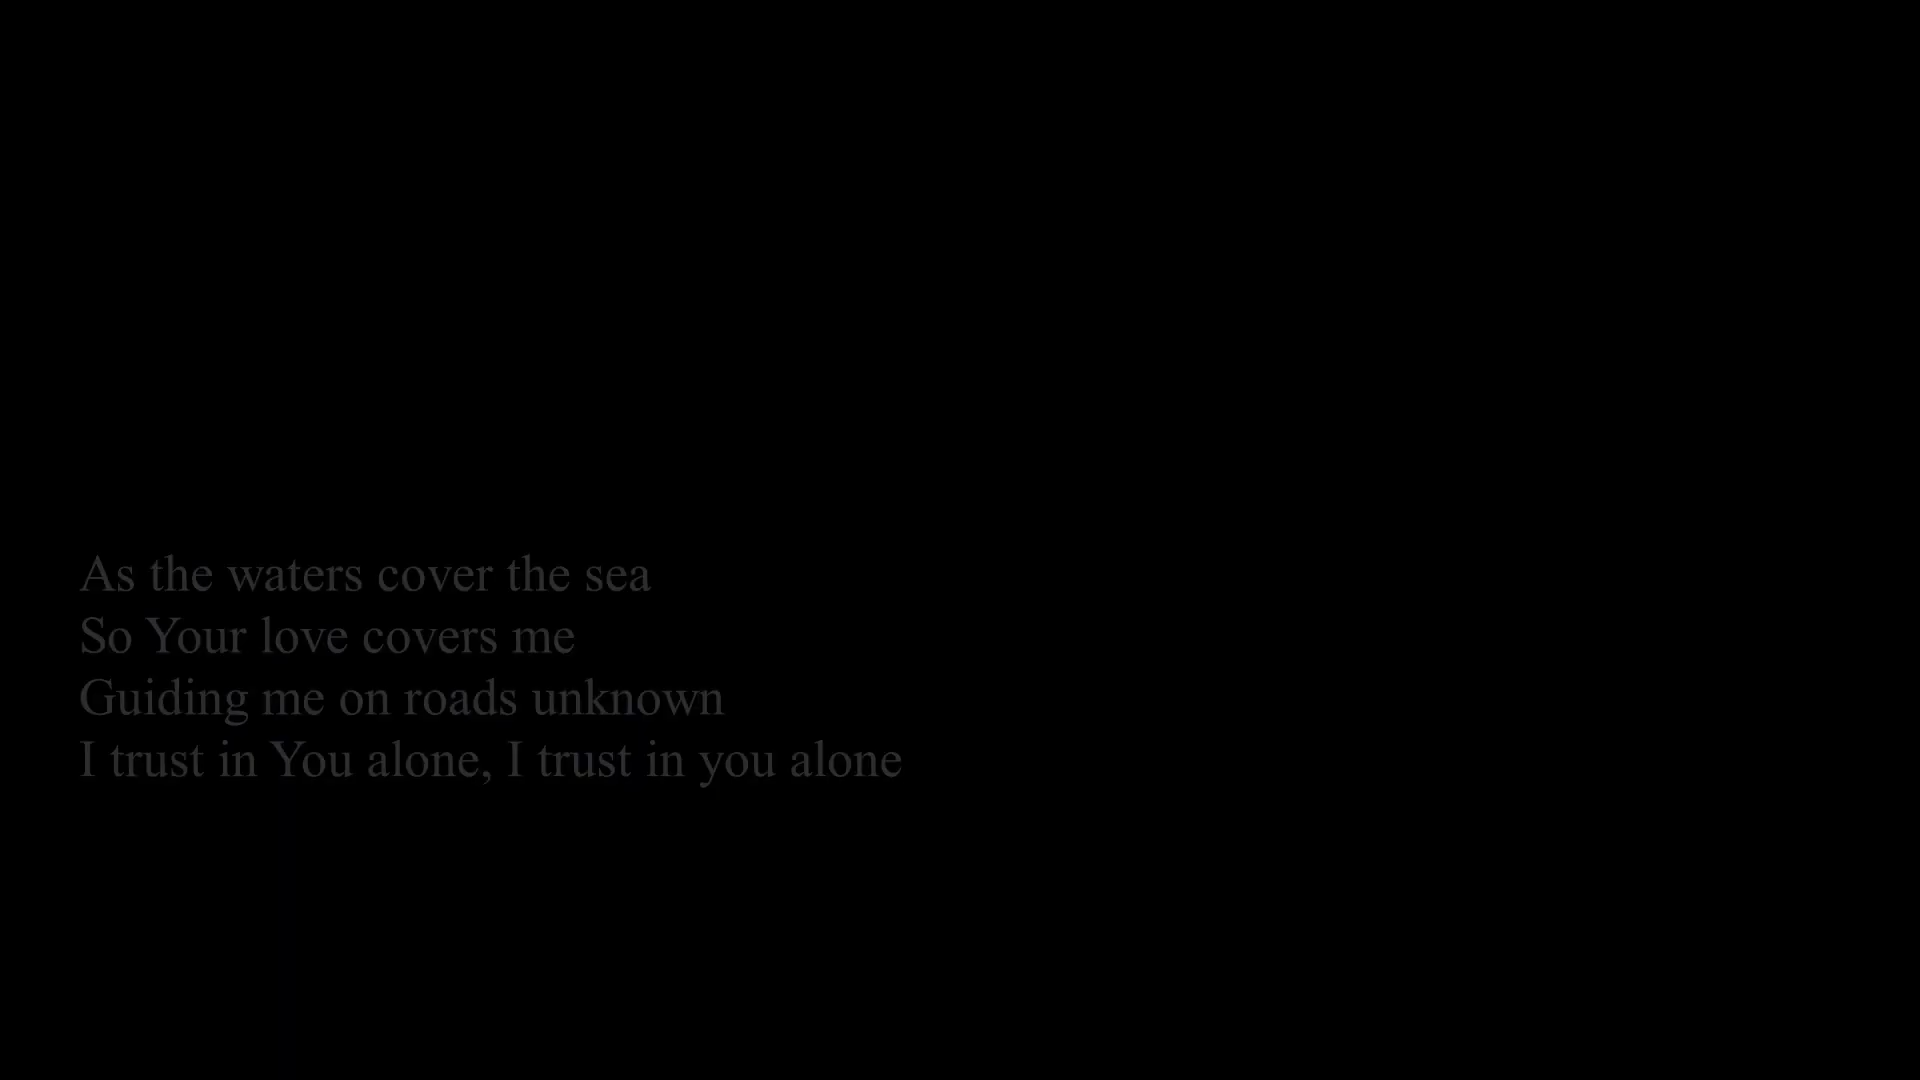 As the waters cover the sea
So Your love covers me
Guiding me on roads unknown
I trust in You alone, I trust in you alone